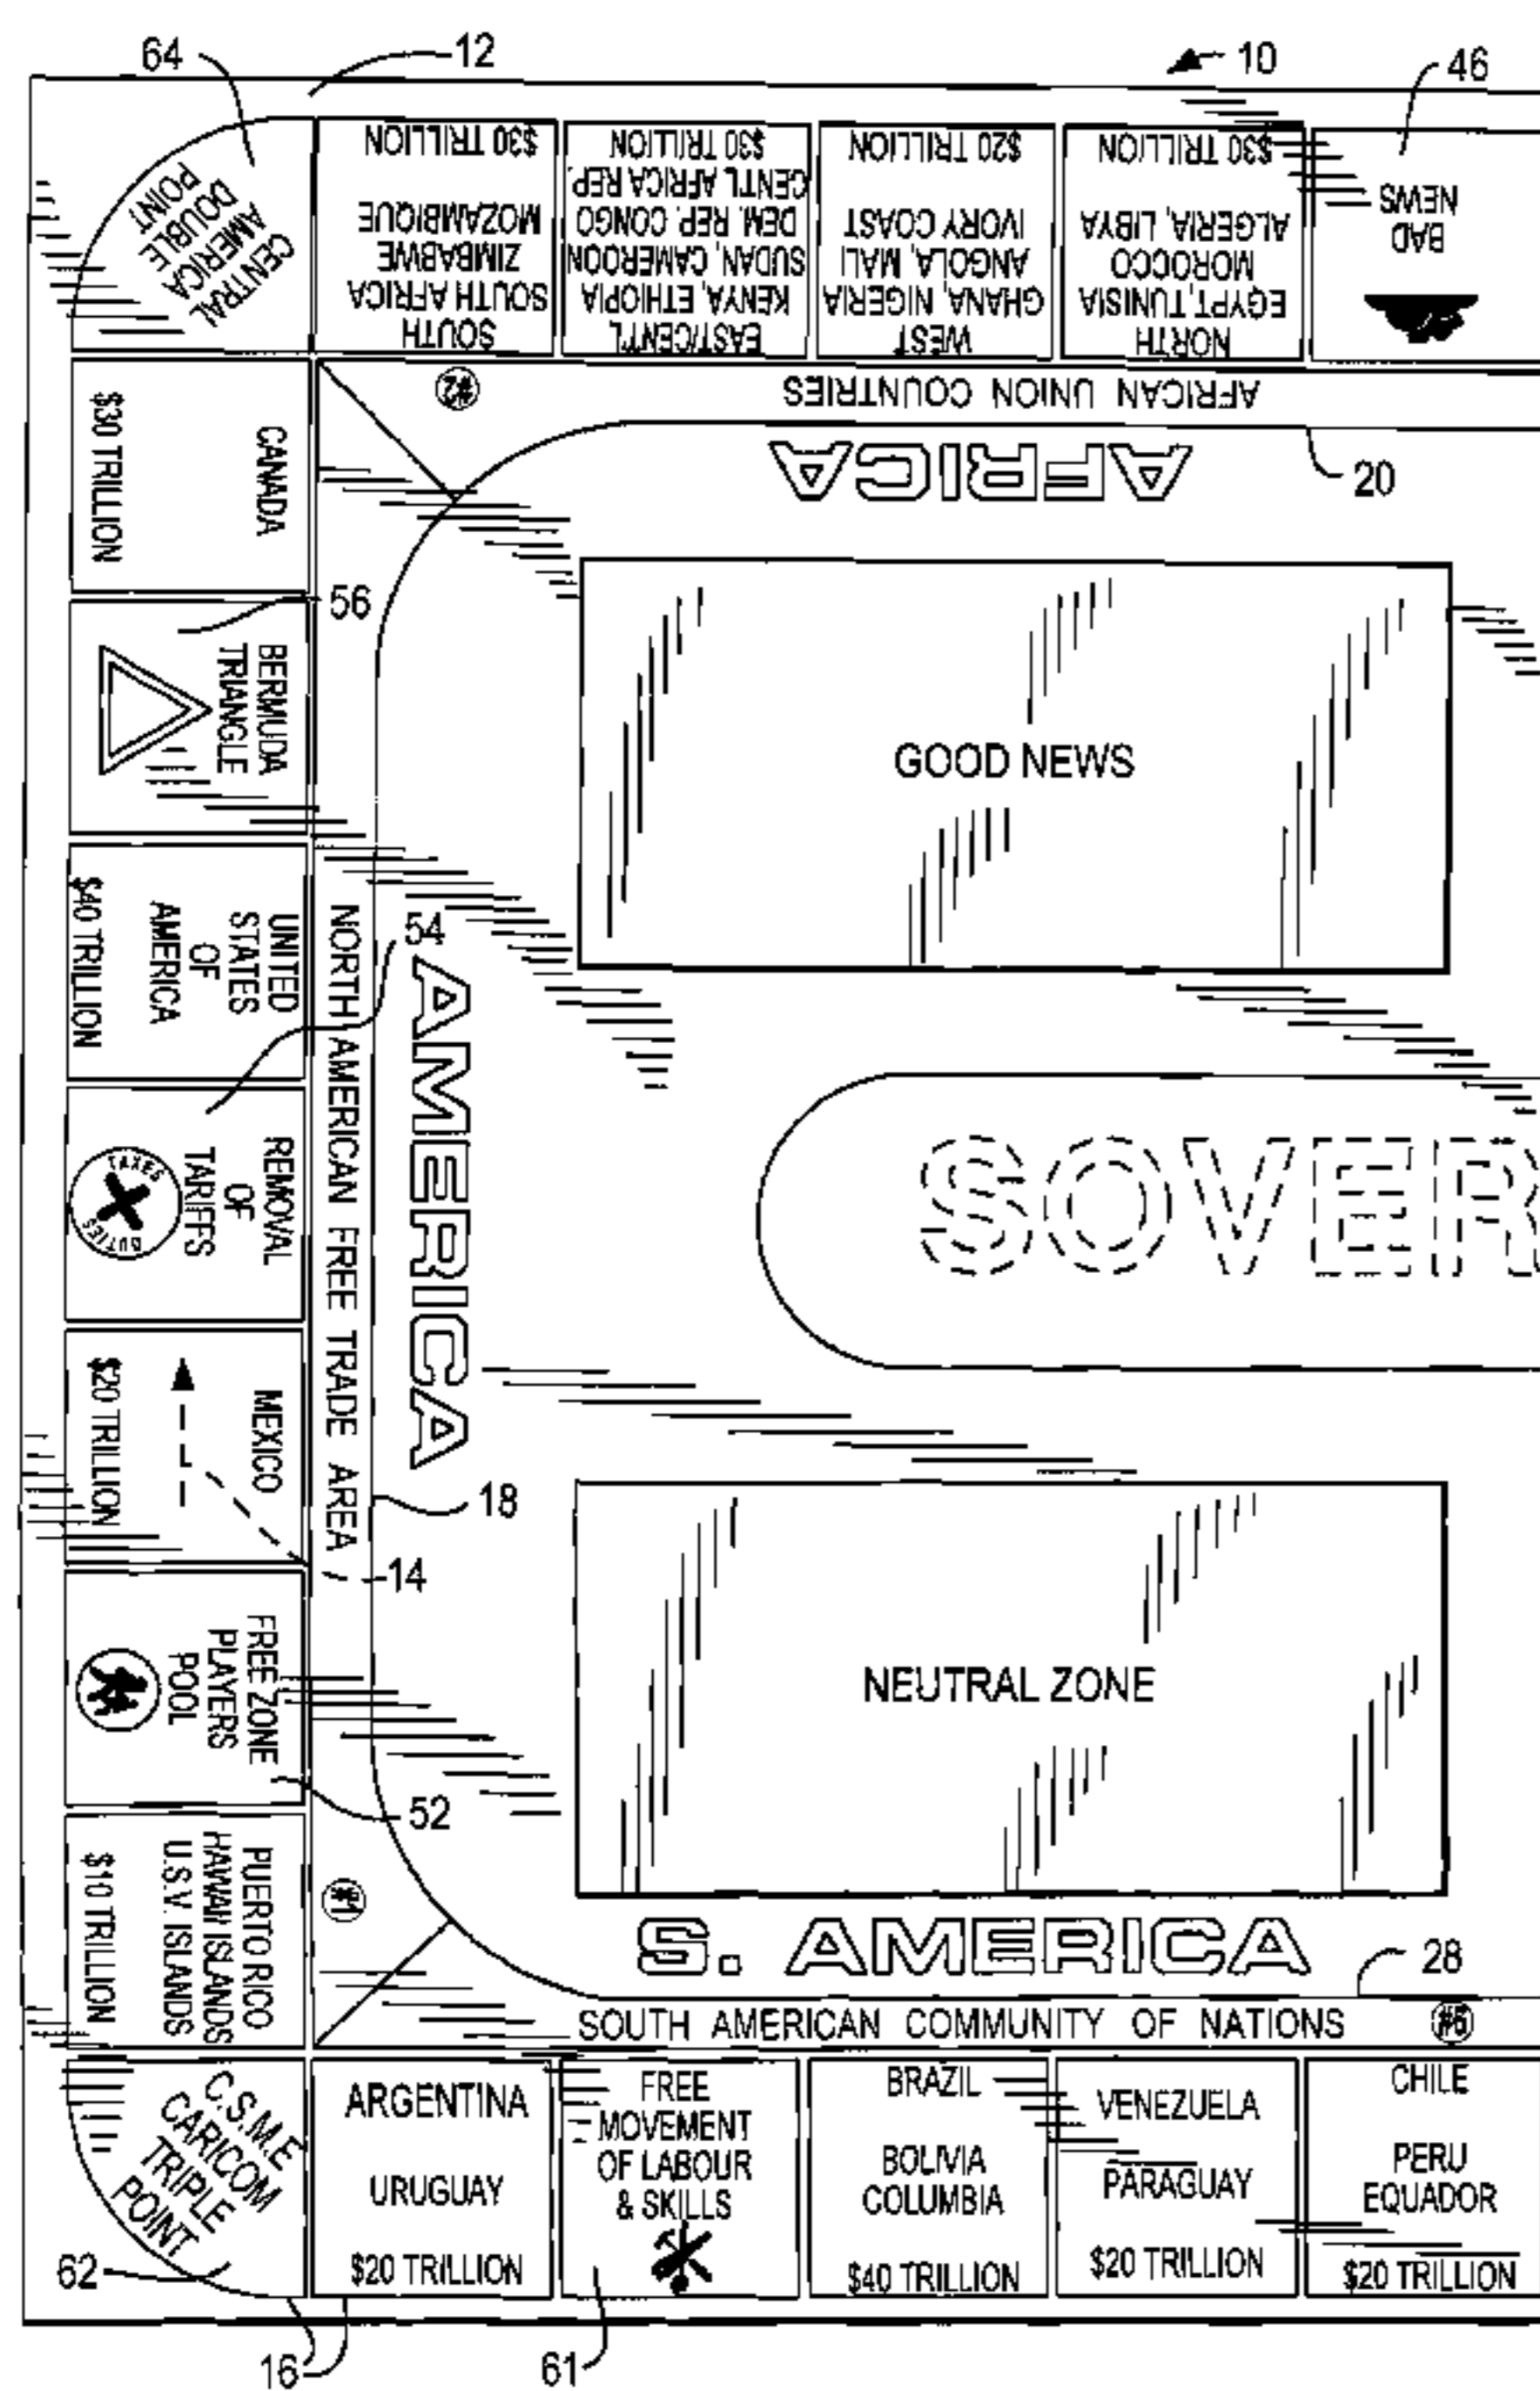 64
12
10
46
CENTRAL
AMERICA
DOUBLE
POINT
SOUTH
SOUTH AFRICA
ZIMBABWE
MOZAMBIQUE
$30 TRILLION
EAST/CENT'L
KENYA, ETHIOPIA
SUDAN, CAMEROON
DEM. REP. CONGO
CENT'L AFRICA REP.
$30 TRILLION
WEST
GHANA, NIGERIA
ANGOLA, MALI
IVORY COAST
$20 TRILLION
NORTH
EGYPT, TUNISIA
MOROCCO
ALGERIA, LIBYA
$30 TRILLION
BAD
NEWS
#2
AFRICAN UNION COUNTRIES
AFRICA
20
CANADA
$30 TRILLION
56
BERMUDA
TRIANGLE
GOOD NEWS
UNITED
STATES
OF
AMERICA
$40 TRILLION
54
NORTH AMERICAN FREE TRADE AREA
AMERICA
REMOVAL
OF
TARIFFS
TAXES
DUTIES
SOVER
MEXICO
$20 TRILLION
18
14
FREE ZONE
PLAYERS
POOL
52
NEUTRAL ZONE
PUERTO RICO
HAWAII ISLANDS
U.S.V. ISLANDS
$10 TRILLION
#1
S. AMERICA
28
SOUTH AMERICAN COMMUNITY OF NATIONS
#6
C.S.M.E
CARICOM
TRIPLE
POINT
ARGENTINA
URUGUAY
$20 TRILLION
FREE
MOVEMENT
OF LABOUR
& SKILLS
BRAZIL
BOLIVIA
COLUMBIA
$40 TRILLION
VENEZUELA
PARAGUAY
$20 TRILLION
CHILE
PERU
EQUADOR
$20 TRILLION
62
16
61